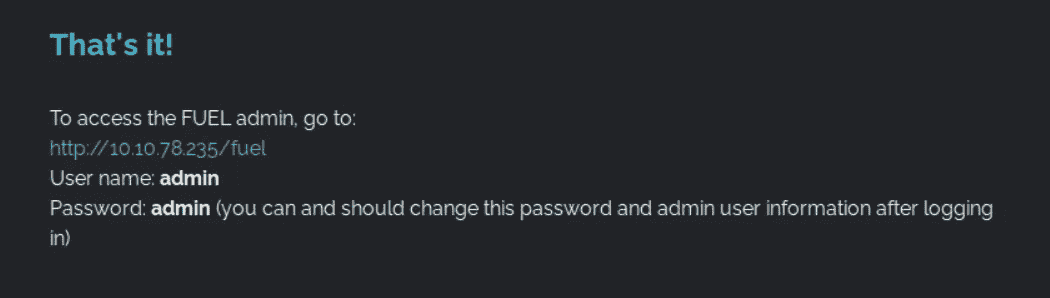 That's it!
To access the FUEL admin, go to:
http://10.10.78.235/fuel
User name: admin
Password: admin (you can and should change this password and admin user information after logging
in)